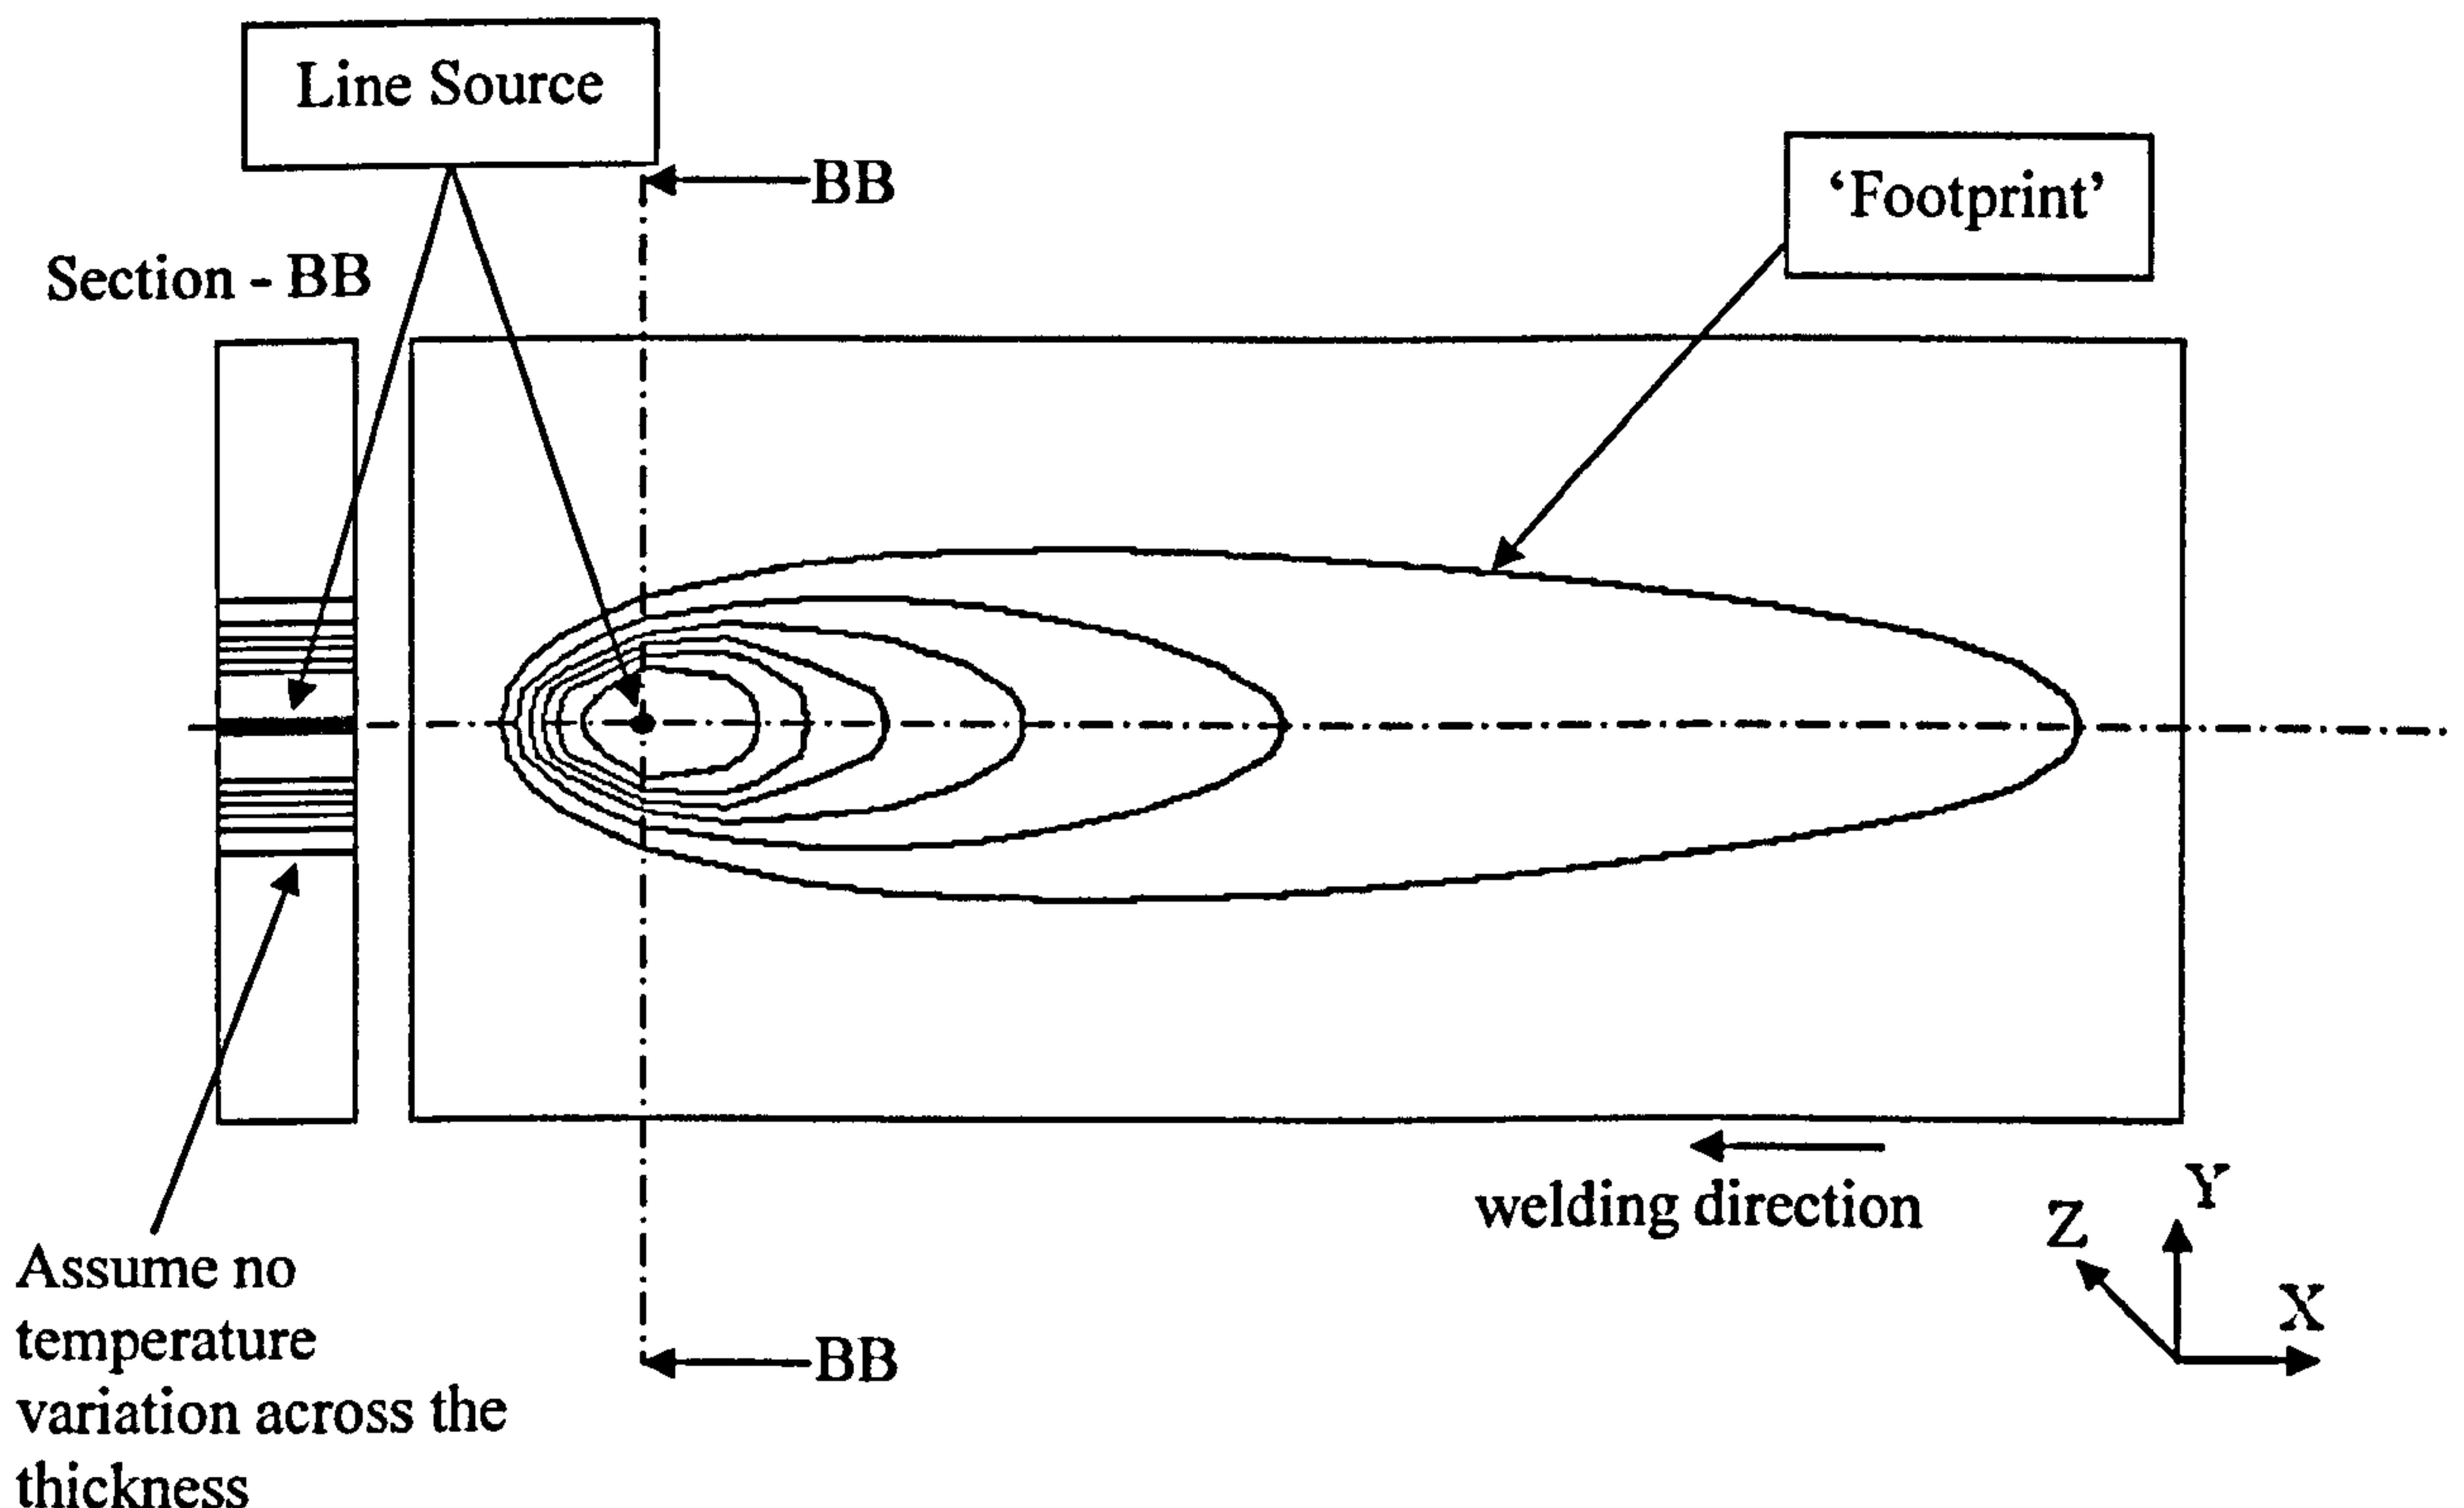 Line Source
BB
‘Footprint’
Section - BB
welding direction
Y
Z
X
Assume no
temperature
variation across the
thickness
BB